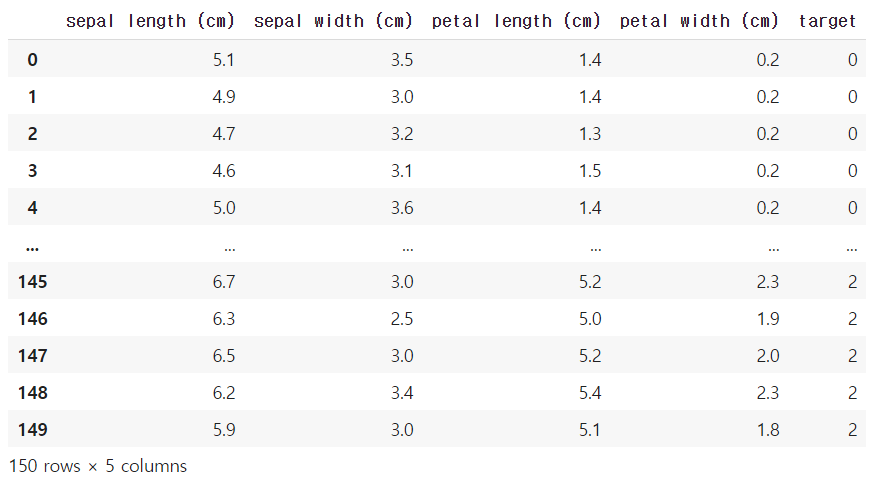 sepal length (cm) sepal width (cm) petal length (cm) petal width (cm) target
0 5.1 3.5 1.4 0.2 0
1 4.9 3.0 1.4 0.2 0
2 4.7 3.2 1.3 0.2 0
3 4.6 3.1 1.5 0.2 0
4 5.0 3.6 1.4 0.2 0
... ... ... ... ... ...
145 6.7 3.0 5.2 2.3 2
146 6.3 2.5 5.0 1.9 2
147 6.5 3.0 5.2 2.0 2
148 6.2 3.4 5.4 2.3 2
149 5.9 3.0 5.1 1.8 2
150 rows × 5 columns